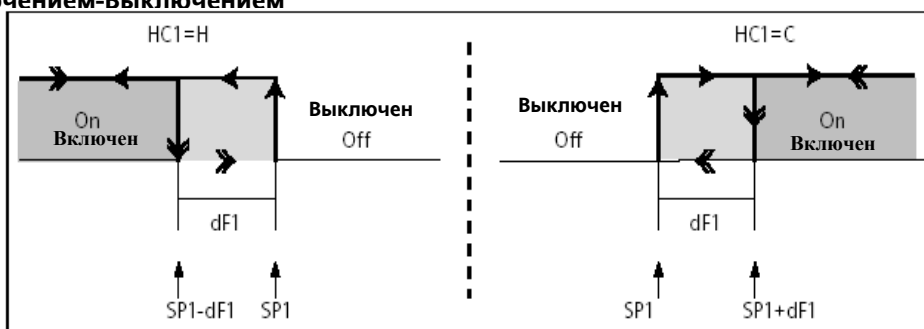 чением-Выключением
HC1=H
On
Включен
Выключен
Off
dF1
SP1-dF1 SP1
HC1=C
Выключен
Off
On
Включен
dF1
SP1 SP1+dF1